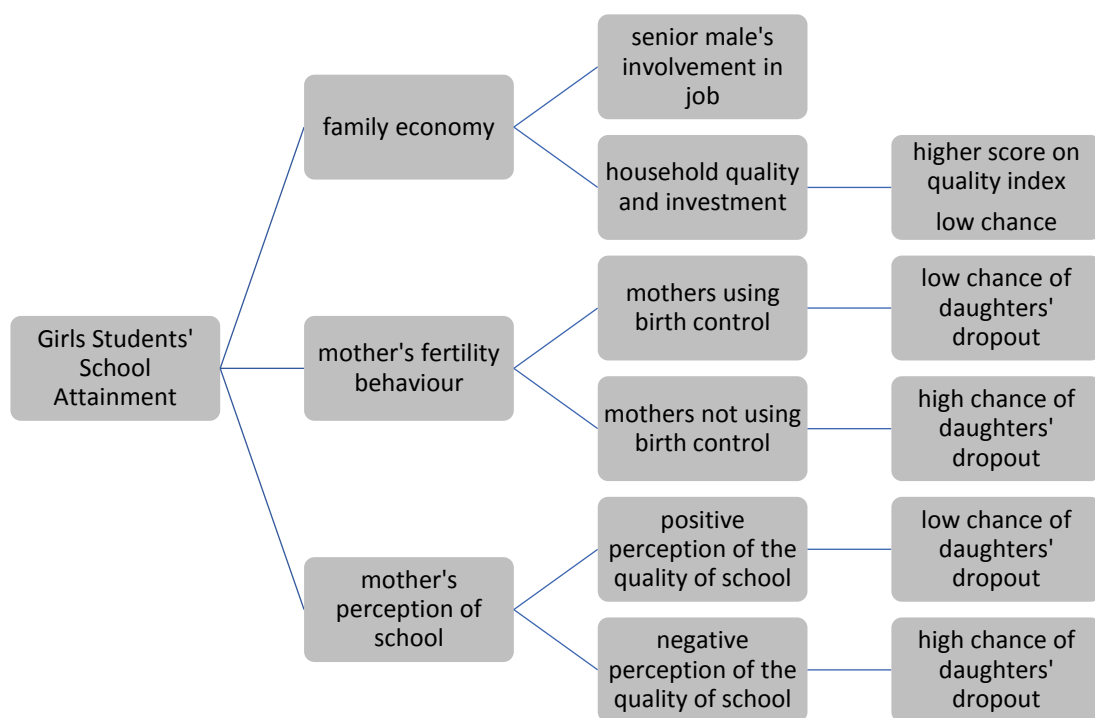 Girls Students'
School
Attainment
family economy
senior male's
involvement in
job
household quality
and investment
higher score on
quality index
low chance
mother's fertility
behaviour
mothers using
birth control
low chance of
daughters'
dropout
mothers not using
birth control
high chance of
daughters'
dropout
mother's
perception of
school
positive
perception of the
quality of school
low chance of
daughters'
dropout
negative
perception of the
quality of school
high chance of
daughters'
dropout